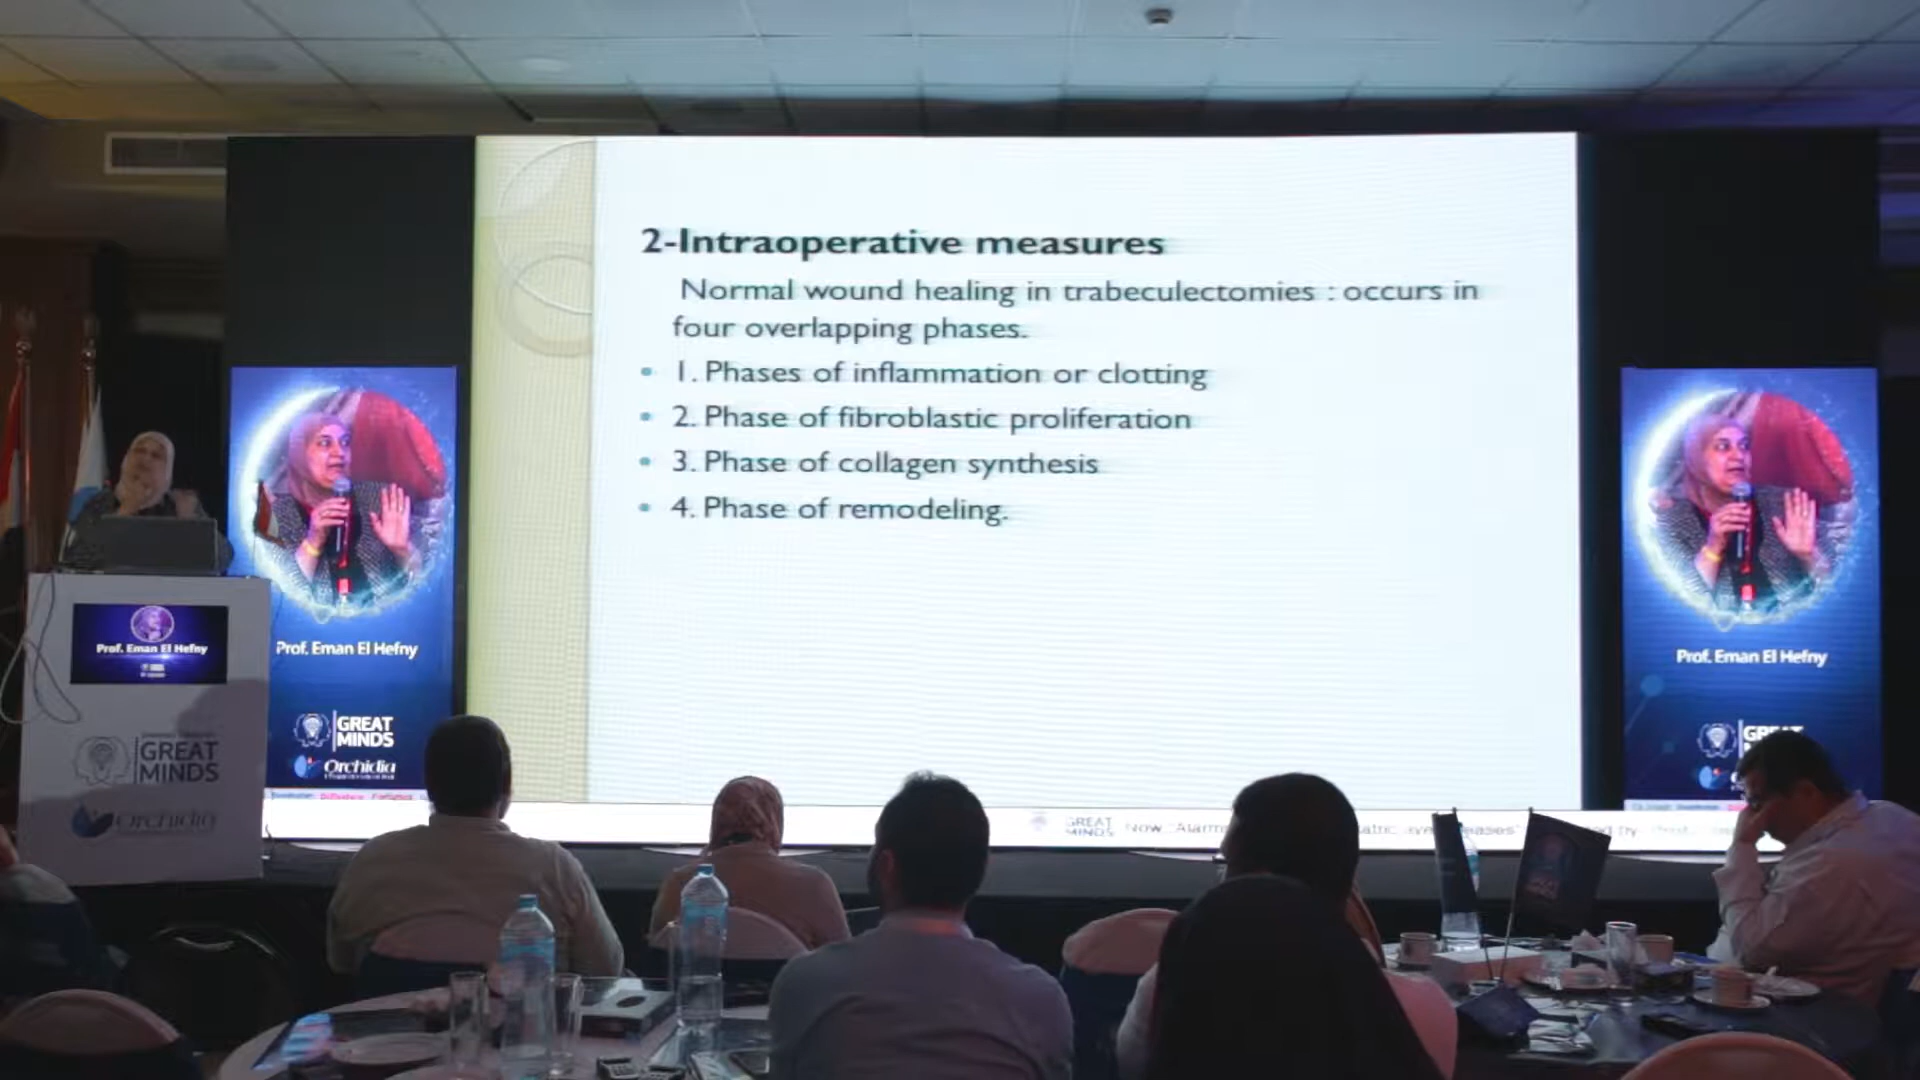 2-Intraoperative measures
Normal wound healing in trabeculectomies : occurs in
four overlapping phases.
• 1. Phases of inflammation or clotting
• 2. Phase of fibroblastic proliferation
• 3. Phase of collagen synthesis
• 4. Phase of remodeling.
Prof. Eman El Hefny
GREAT
MINDS
Orchidia
Prof. Eman El Hefny
GREAT
MINDS
Orchidia
Prof. Eman El Hefny
GREAT
MINDS Now